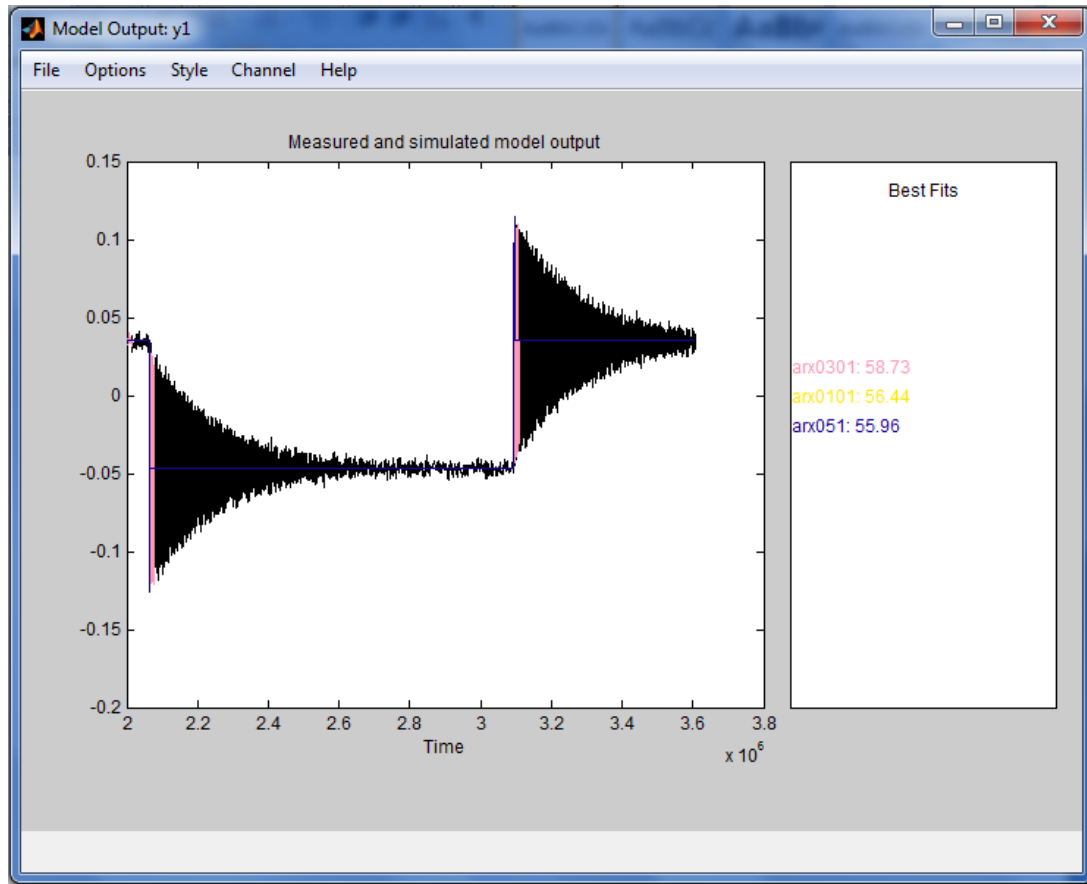 Model Output: y1
File Options Style Channel Help
Measured and simulated model output
0.15
0.1
0.05
0
-0.05
-0.1
-0.15
-0.2
2 2.2 2.4 2.6 2.8 3 3.2 3.4 3.6 3.8
Time
x 10^6
Best Fits
arx0301: 58.73
arx0101: 56.44
arx051: 55.96